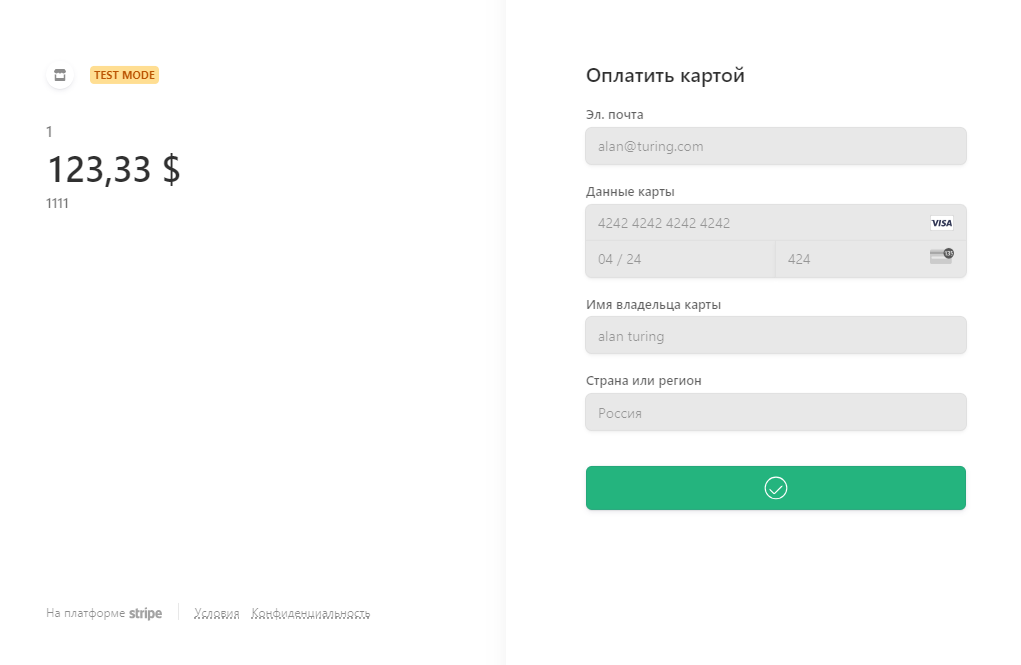 TEST MODE
1
123,33 $
1111
Оплатить картой
Эл. почта
alan@turing.com
Данные карты
4242 4242 4242 4242 VISA
04 / 24 424
Имя владельца карты
alan turing
Страна или регион
Россия
На платформе stripe Условия Конфиденциальность